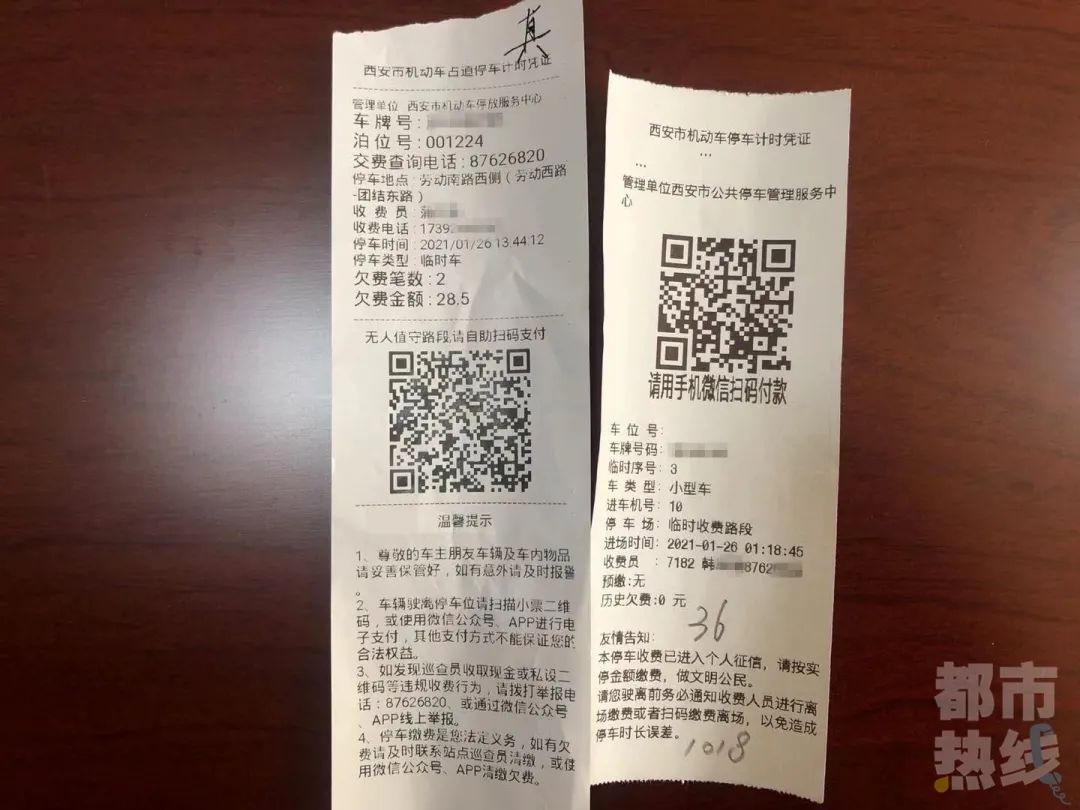 真
西安市机动车占道停车计时凭证
管理单位 西安市机动车停放服务中心
车牌号:
泊位号:001224
交费查询电话:87626820
停车地点:劳动南路西侧(劳动西路
-团结东路)
收费员:蒲
收费电话:1739
停车时间:2021/01/26 13:44:12
停车类型:临时车
欠费笔数:2
欠费金额:28.5
无人值守路段,请自助扫码支付
温馨提示
1、尊敬的车主朋友车辆及车内物品
请妥善保管好，如有意外请及时报警
。
2、车辆驶离停车位请扫描小票二维
码，或使用微信公众号、APP进行电
子支付，其他支付方式不能保证您的
合法权益。
3、如发现巡查员收取现金或私设二
维码等违规收费行为，请拨打举报电
话:87626820、或通过微信公众号
、APP线上举报。
4、停车缴费是您法定义务，如有欠
费请及时联系站点巡查员清缴，或使
用微信公众号、APP清缴欠费。
西安市机动车停车计时凭证
...
...
管理单位西安市公共停车管理服务中
心
请用手机微信扫码付款
车位号:
车牌号码:
临时序号: 3
车类型: 小型车
进车机号: 10
停车场: 临时收费路段
进场时间: 2021-01-26 01:18:45
收费员 : 7182 韩 8762
预缴:无
历史欠费:0 元
36
友情告知:
本停车收费已进入个人征信，请按实
停金额缴费，做文明公民。
请您驶离前务必通知收费人员进行离
场缴费或者扫码缴费离场，以免造成
停车时长误差。
1018
都市
热线